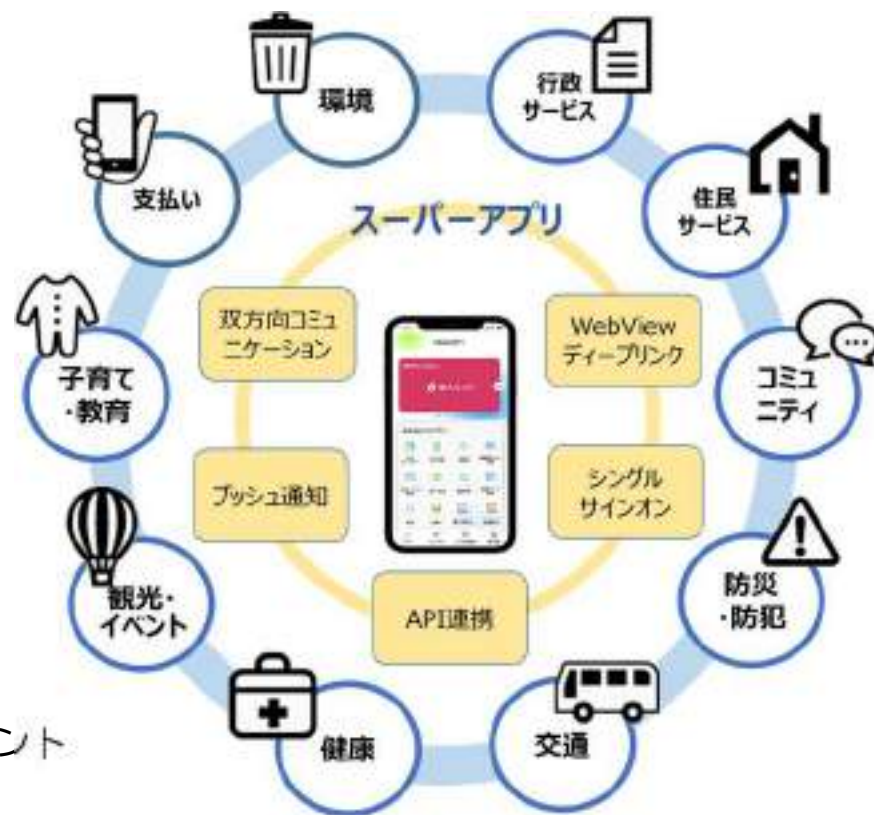 環境
行政
サービス
支払い
住民
サービス
スーパーアプリ
双方向コミュ
ニケーション
WebView
ディープリンク
子育て
・教育
コミュ
ニティ
プッシュ通知
シングル
サインオン
観光・
イベント
API連携
防災
・防犯
ント
健康
交通